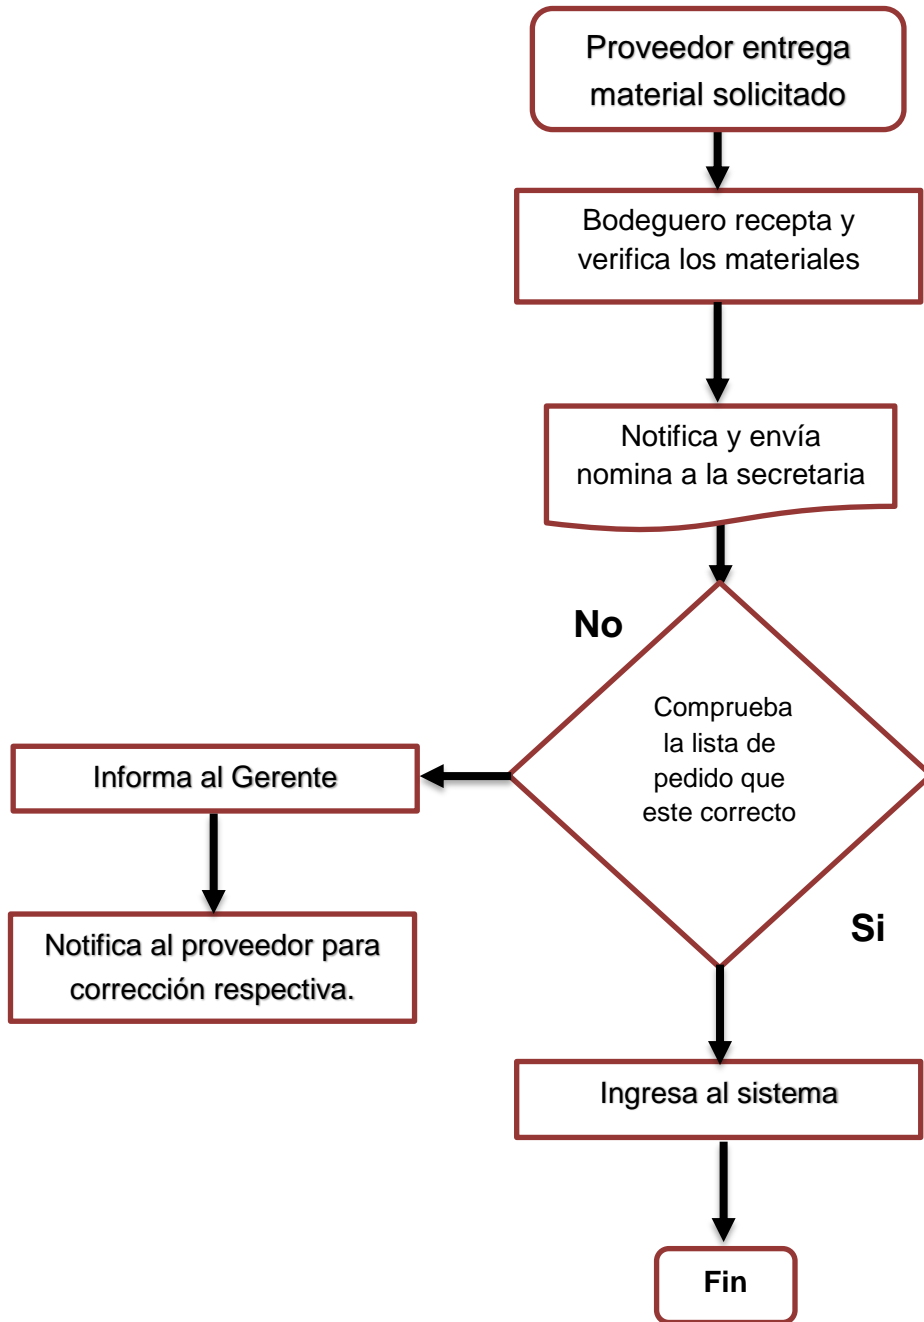 Proveedor entrega
material solicitado
Bodeguero recepta y
verifica los materiales
Notifica y envía
nomina a la secretaria
No
Comprueba
la lista de
pedido que
este correcto
Informa al Gerente
Si
Notifica al proveedor para
corrección respectiva.
Ingresa al sistema
Fin